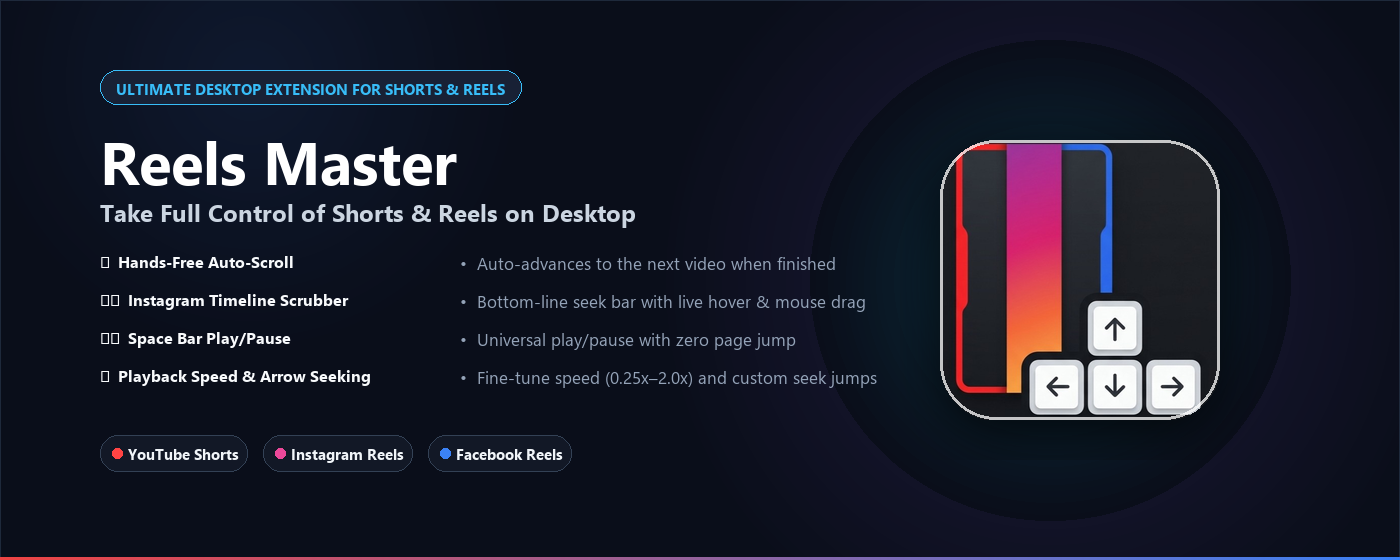 ULTIMATE DESKTOP EXTENSION FOR SHORTS & REELS
Reels Master
Take Full Control of Shorts & Reels on Desktop
Hands-Free Auto-Scroll • Auto-advances to the next video when finished
Instagram Timeline Scrubber • Bottom-line seek bar with live hover & mouse drag
Space Bar Play/Pause • Universal play/pause with zero page jump
Playback Speed & Arrow Seeking • Fine-tune speed (0.25x–2.0x) and custom seek jumps
YouTube Shorts Instagram Reels Facebook Reels